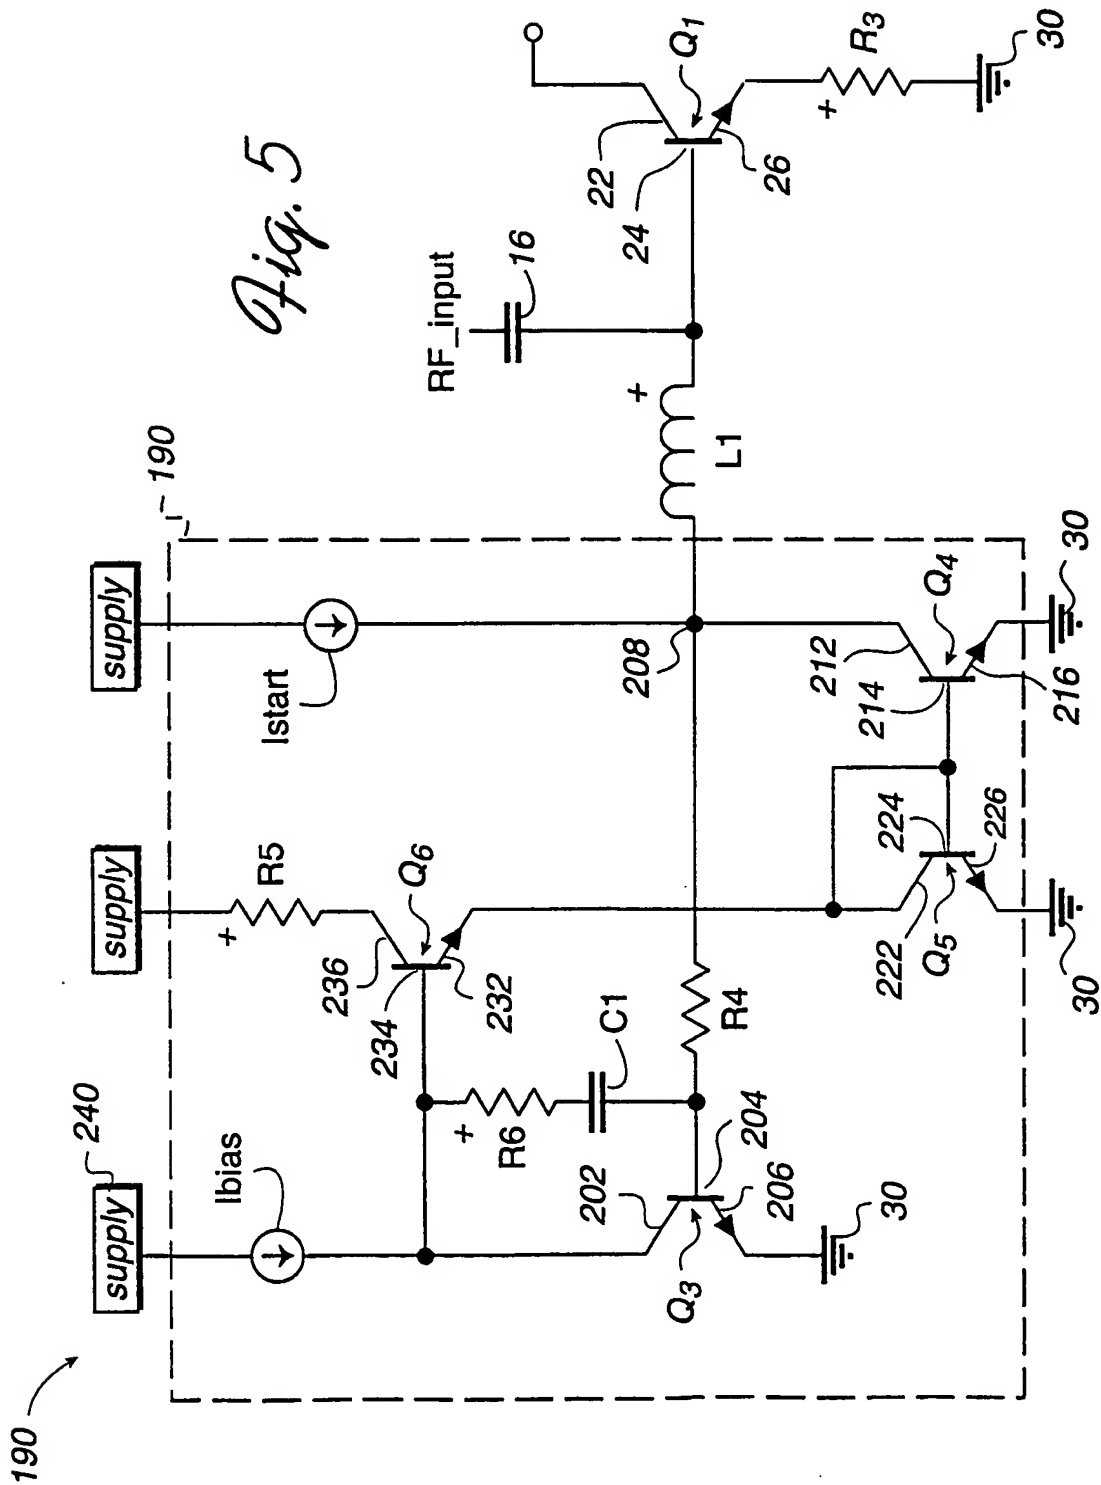 190
supply
240
supply
supply
190
Fig. 5
Ibias
R5
Istart
RF_input
16
22
24
Q1
26
R3
+
30
+
236
234
Q6
232
+
R6
C1
208
+
L1
202
204
R4
Q3
206
30
212
214
Q4
216
30
222
224
Q5
226
30